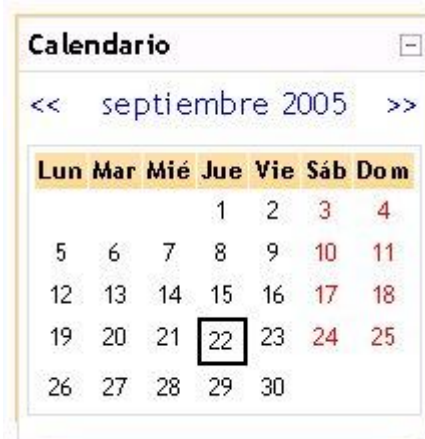 Calendario
<< septiembre 2005 >>
Lun Mar Mié Jue Vie Sáb Dom
1 2 3 4
5 6 7 8 9 10 11
12 13 14 15 16 17 18
19 20 21 22 23 24 25
26 27 28 29 30